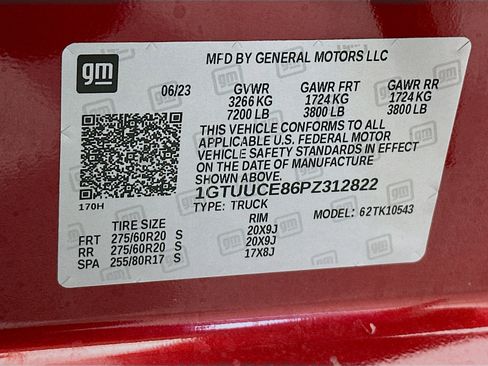 gm
MFD BY GENERAL MOTORS LLC
06/23 GVWR GAWR FRT GAWR RR
3266 KG 1724 KG 1724 KG
7200 LB 3800 LB 3800 LB
THIS VEHICLE CONFORMS TO ALL
APPLICABLE U.S. FEDERAL MOTOR
VEHICLE SAFETY STANDARDS IN EFFECT
ON THE DATE OF MANUFACTURE
SHOWN ABOVE.
1GTUUCE86PZ312822
170H
TYPE: TRUCK MODEL: 62TK10543
TIRE SIZE RIM
FRT 275/60R20 S 20X9J
RR 275/60R20 S 20X9J
SPA 255/80R17 S 17X8J